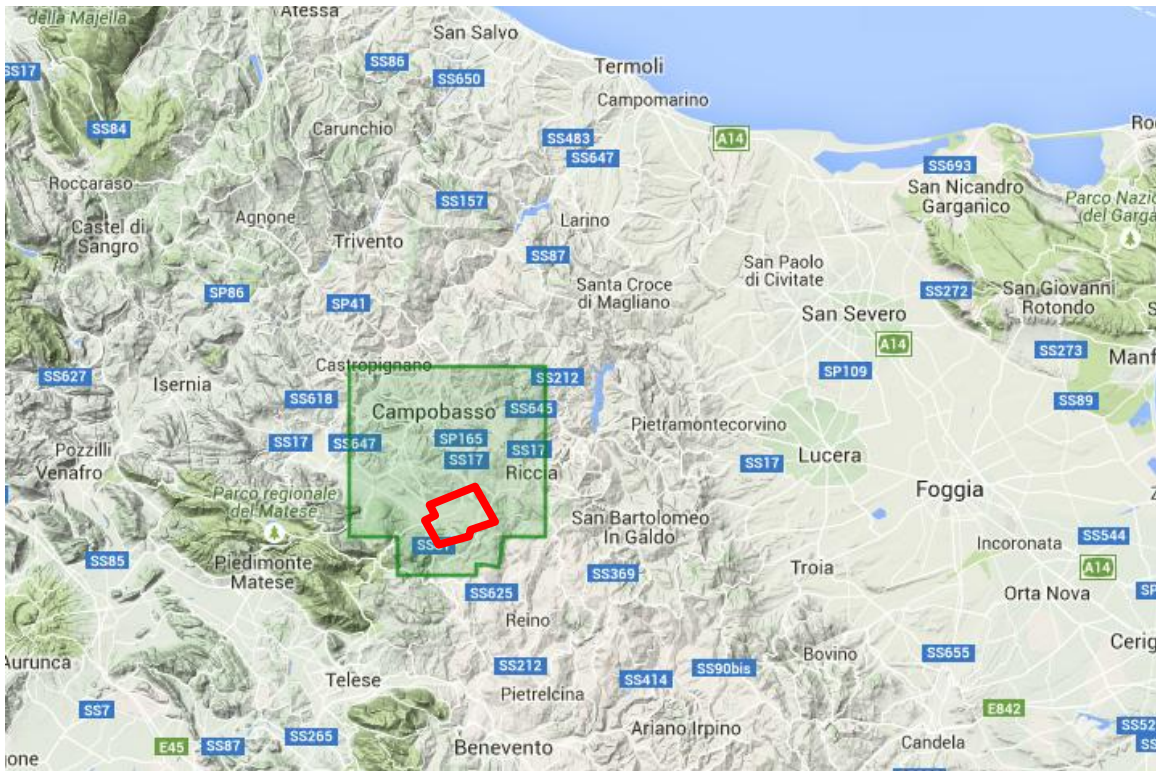 della Majella
Atessa
San Salvo
SS17
SS86
SS650
Termoli
Campomarino
SS84
Carunchio
SS483
SS647
A14
Roccaraso
SS157
SS693
San Nicandro
Garganico
Parco Nazio
del Garga
Castel di
Sangro
Agnone
Trivento
Larino
SS87
San Paolo
di Civitate
SP86
SP41
Santa Croce
di Magliano
SS272
San Giovanni
Rotondo
San Severo
A14
SS273
Manf
Castropignano
SS627
Isernia
SS618
SS212
SP109
SS89
Campobasso
SS645
Pietramontecorvino
SS17
SS647
SP165
SS17
SS17
Riccia
SS17
Lucera
Pozzilli
Venafro
Parco regionale
del Matese
Foggia
San Bartolomeo
In Galdo
SS85
Piedimonte
Matese
SS369
SS625
Troia
Incoronata
SS544
A14
Orta Nova
SP
Reino
Aurunca
Telese
SS212
Pietrelcina
SS414
SS90bis
Bovino
SS655
Cerig
SS7
E45
SS87
SS265
Benevento
Ariano Irpino
E842
Candela
SS52